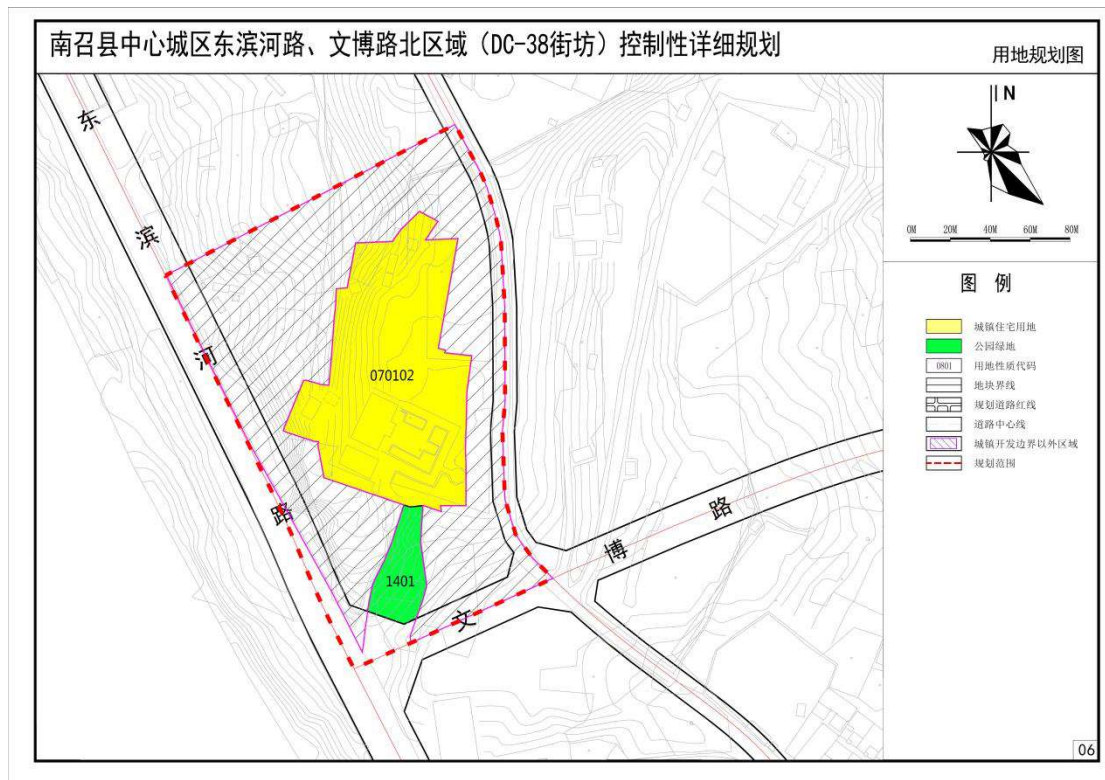 南召县中心城区东滨河路、文博路北区域（DC-38街坊）控制性详细规划
用地规划图
N
0M 20M 40M 60M 80M
图 例
城镇住宅用地
公园绿地
0801 用地性质代码
地块界线
规划道路红线
道路中心线
城镇开发边界以外区域
规划范围
东
滨
河
路
070102
1401
文
博
路
06